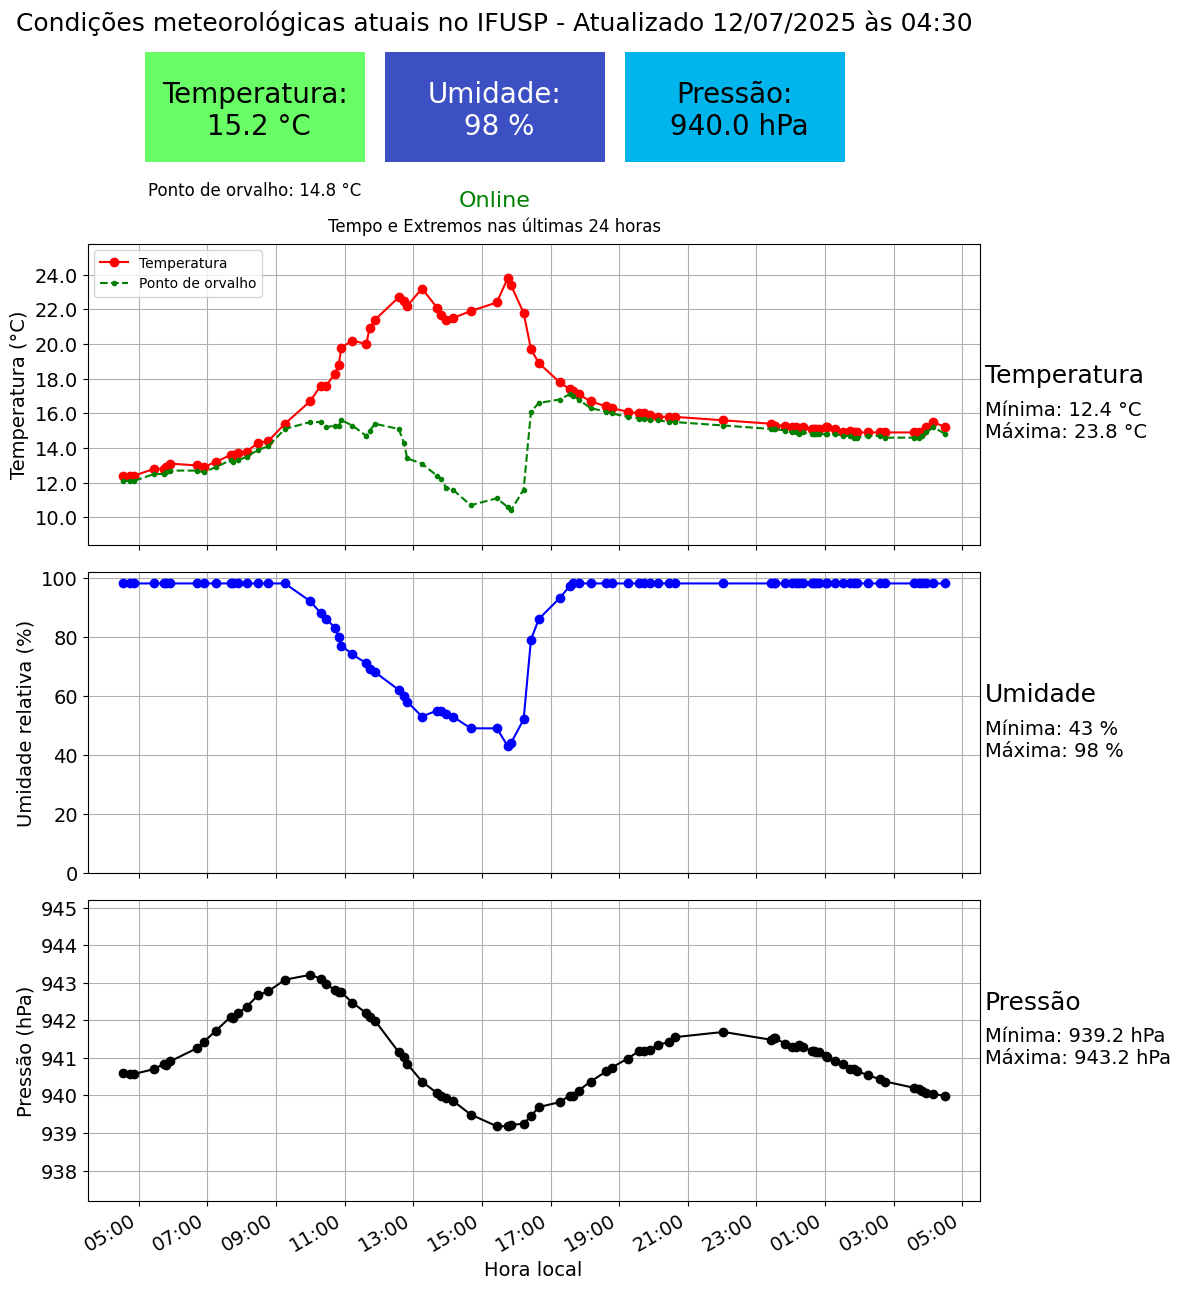 Condições meteorológicas atuais no IFUSP - Atualizado 12/07/2025 às 04:30
Temperatura:
15.2 °C
Umidade:
98 %
Pressão:
940.0 hPa
Ponto de orvalho: 14.8 °C
Online
Tempo e Extremos nas últimas 24 horas
Temperatura
Ponto de orvalho
Temperatura (°C)
24.0
22.0
20.0
18.0
16.0
14.0
12.0
10.0
Temperatura
Mínima: 12.4 °C
Máxima: 23.8 °C
Umidade relativa (%)
100
80
60
40
20
0
Umidade
Mínima: 43 %
Máxima: 98 %
Pressão (hPa)
945
944
943
942
941
940
939
938
Pressão
Mínima: 939.2 hPa
Máxima: 943.2 hPa
05:00 07:00 09:00 11:00 13:00 15:00 17:00 19:00 21:00 23:00 01:00 03:00 05:00
Hora local